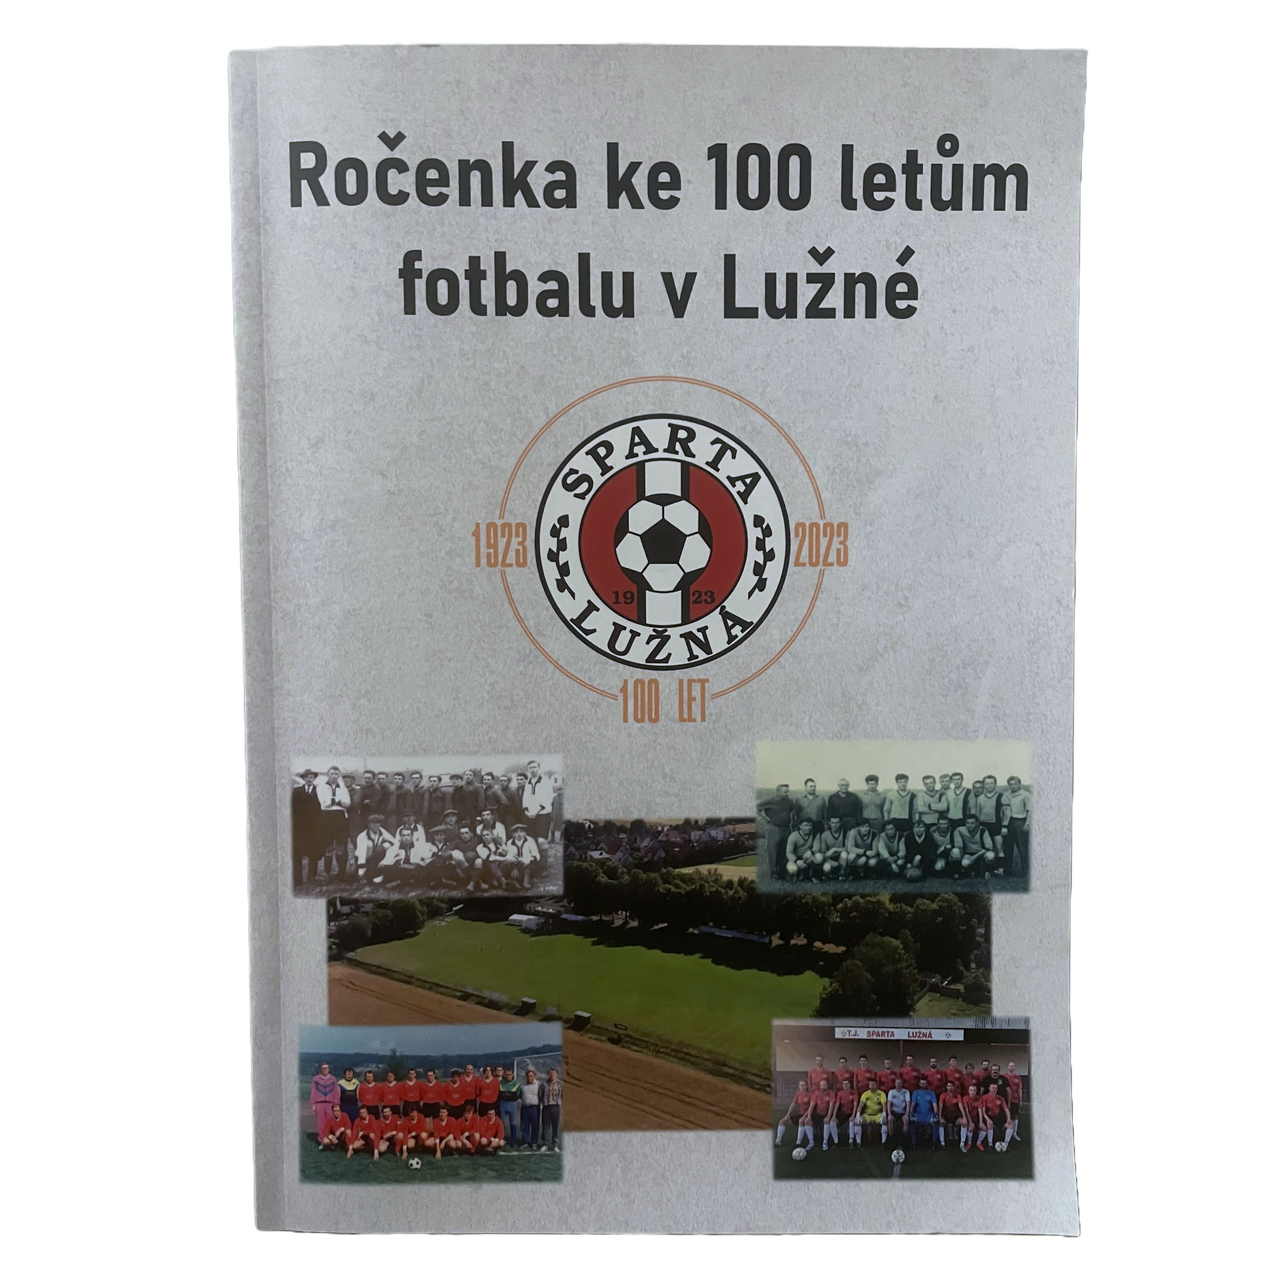 Ročenka ke 100 letům
fotbalu v Lužné
SPARTA
1923
2023
19 23
LUŽNÁ
100 LET
T.J. SPARTA LUŽNÁ